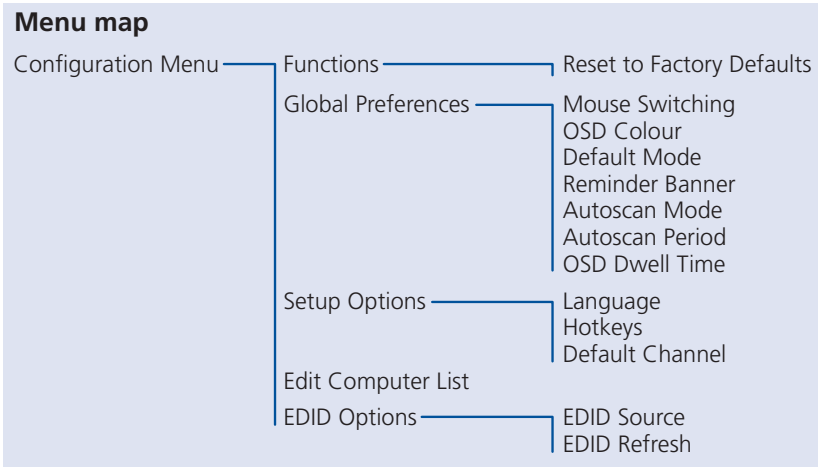 Menu map
Configuration Menu Functions Reset to Factory Defaults
Global Preferences Mouse Switching
OSD Colour
Default Mode
Reminder Banner
Autoscan Mode
Autoscan Period
OSD Dwell Time
Setup Options Language
Hotkeys
Default Channel
Edit Computer List
EDID Options EDID Source
EDID Refresh